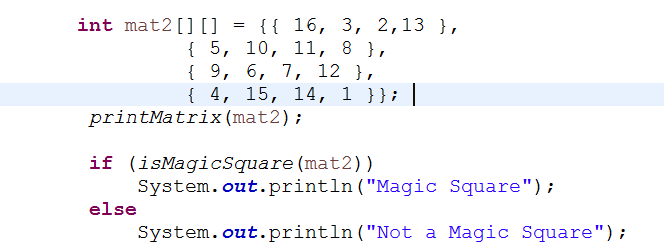 int mat2[][] = {{ 16, 3, 2,13 },
{ 5, 10, 11, 8 },
{ 9, 6, 7, 12 },
{ 4, 15, 14, 1 }};
printMatrix(mat2);
if (isMagicSquare(mat2))
System.out.println("Magic Square");
else
System.out.println("Not a Magic Square");